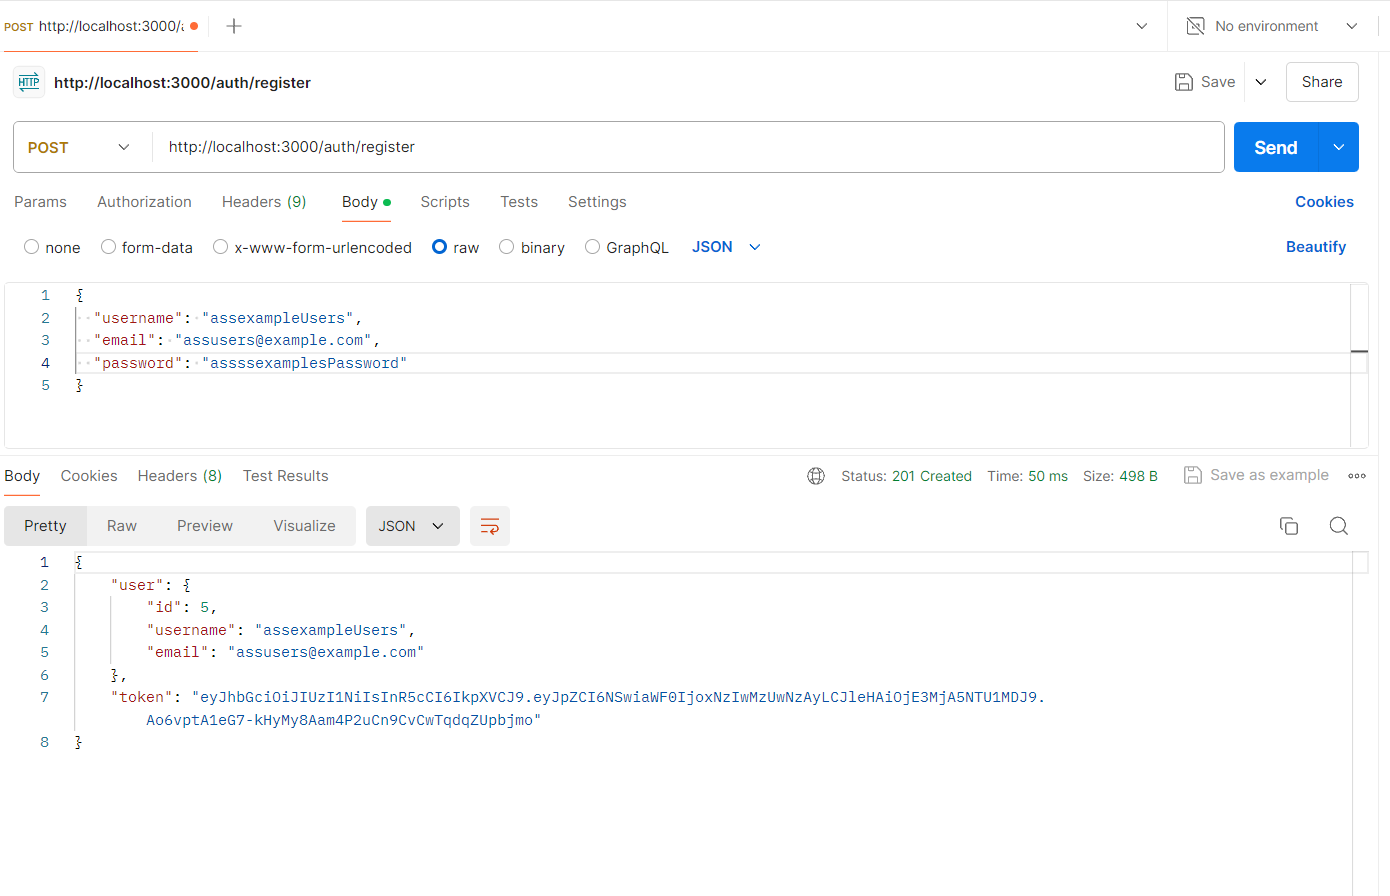 POST http://localhost:3000/a
No environment
HTTP http://localhost:3000/auth/register
Save
Share
POST http://localhost:3000/auth/register
Send
Params Authorization Headers (9) Body Scripts Tests Settings
Cookies
none form-data x-www-form-urlencoded raw binary GraphQL JSON
Beautify
1 {
2 "username": "assexampleUsers",
3 "email": "assusers@example.com",
4 "password": "assssexamplesPassword"
5 }
Body Cookies Headers (8) Test Results
Status: 201 Created Time: 50 ms Size: 498 B
Save as example
Pretty Raw Preview Visualize JSON
1 {
2 "user": {
3 "id": 5,
4 "username": "assexampleUsers",
5 "email": "assusers@example.com"
6 },
7 "token": "eyJhbGciOiJIUzI1NiIsInR5cCI6IkpXVCJ9.eyJpZCI6NSwiaWF0IjoxNzIwMzUwNzAyLCJleHAiOjE3MjA5NTU1MDJ9.
Ao6vptA1eG7-kHyMy8Aam4P2uCn9CvCwTqdqZUpbjmo"
8 }